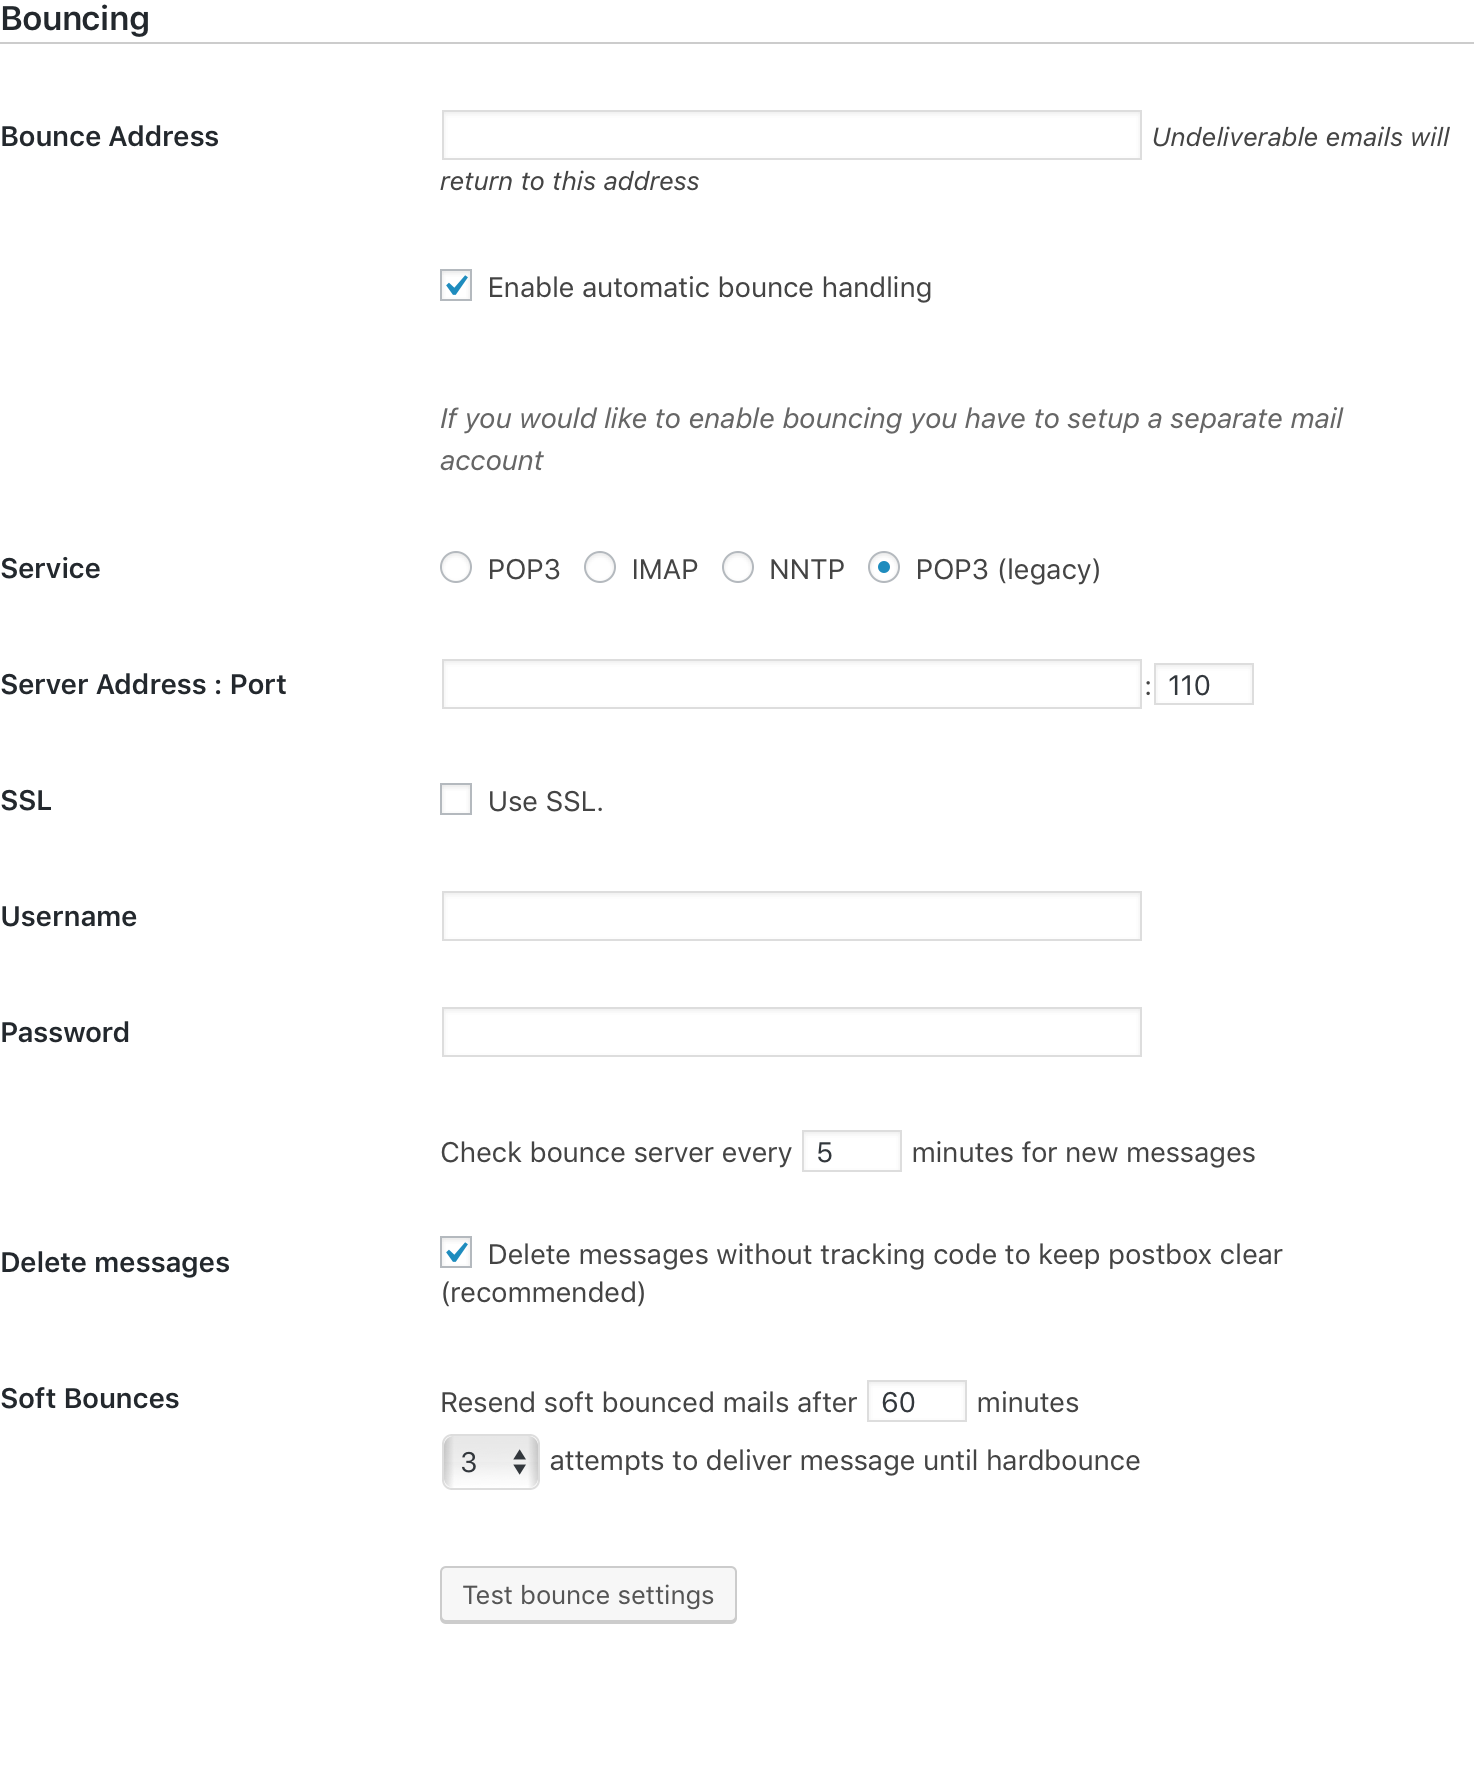 Bouncing
Bounce Address
Undeliverable emails will
return to this address
Enable automatic bounce handling
If you would like to enable bouncing you have to setup a separate mail
account
Service
POP3 IMAP NNTP POP3 (legacy)
Server Address : Port
: 110
SSL
Use SSL.
Username
Password
Check bounce server every 5 minutes for new messages
Delete messages
Delete messages without tracking code to keep postbox clear
(recommended)
Soft Bounces
Resend soft bounced mails after 60 minutes
3 attempts to deliver message until hardbounce
Test bounce settings